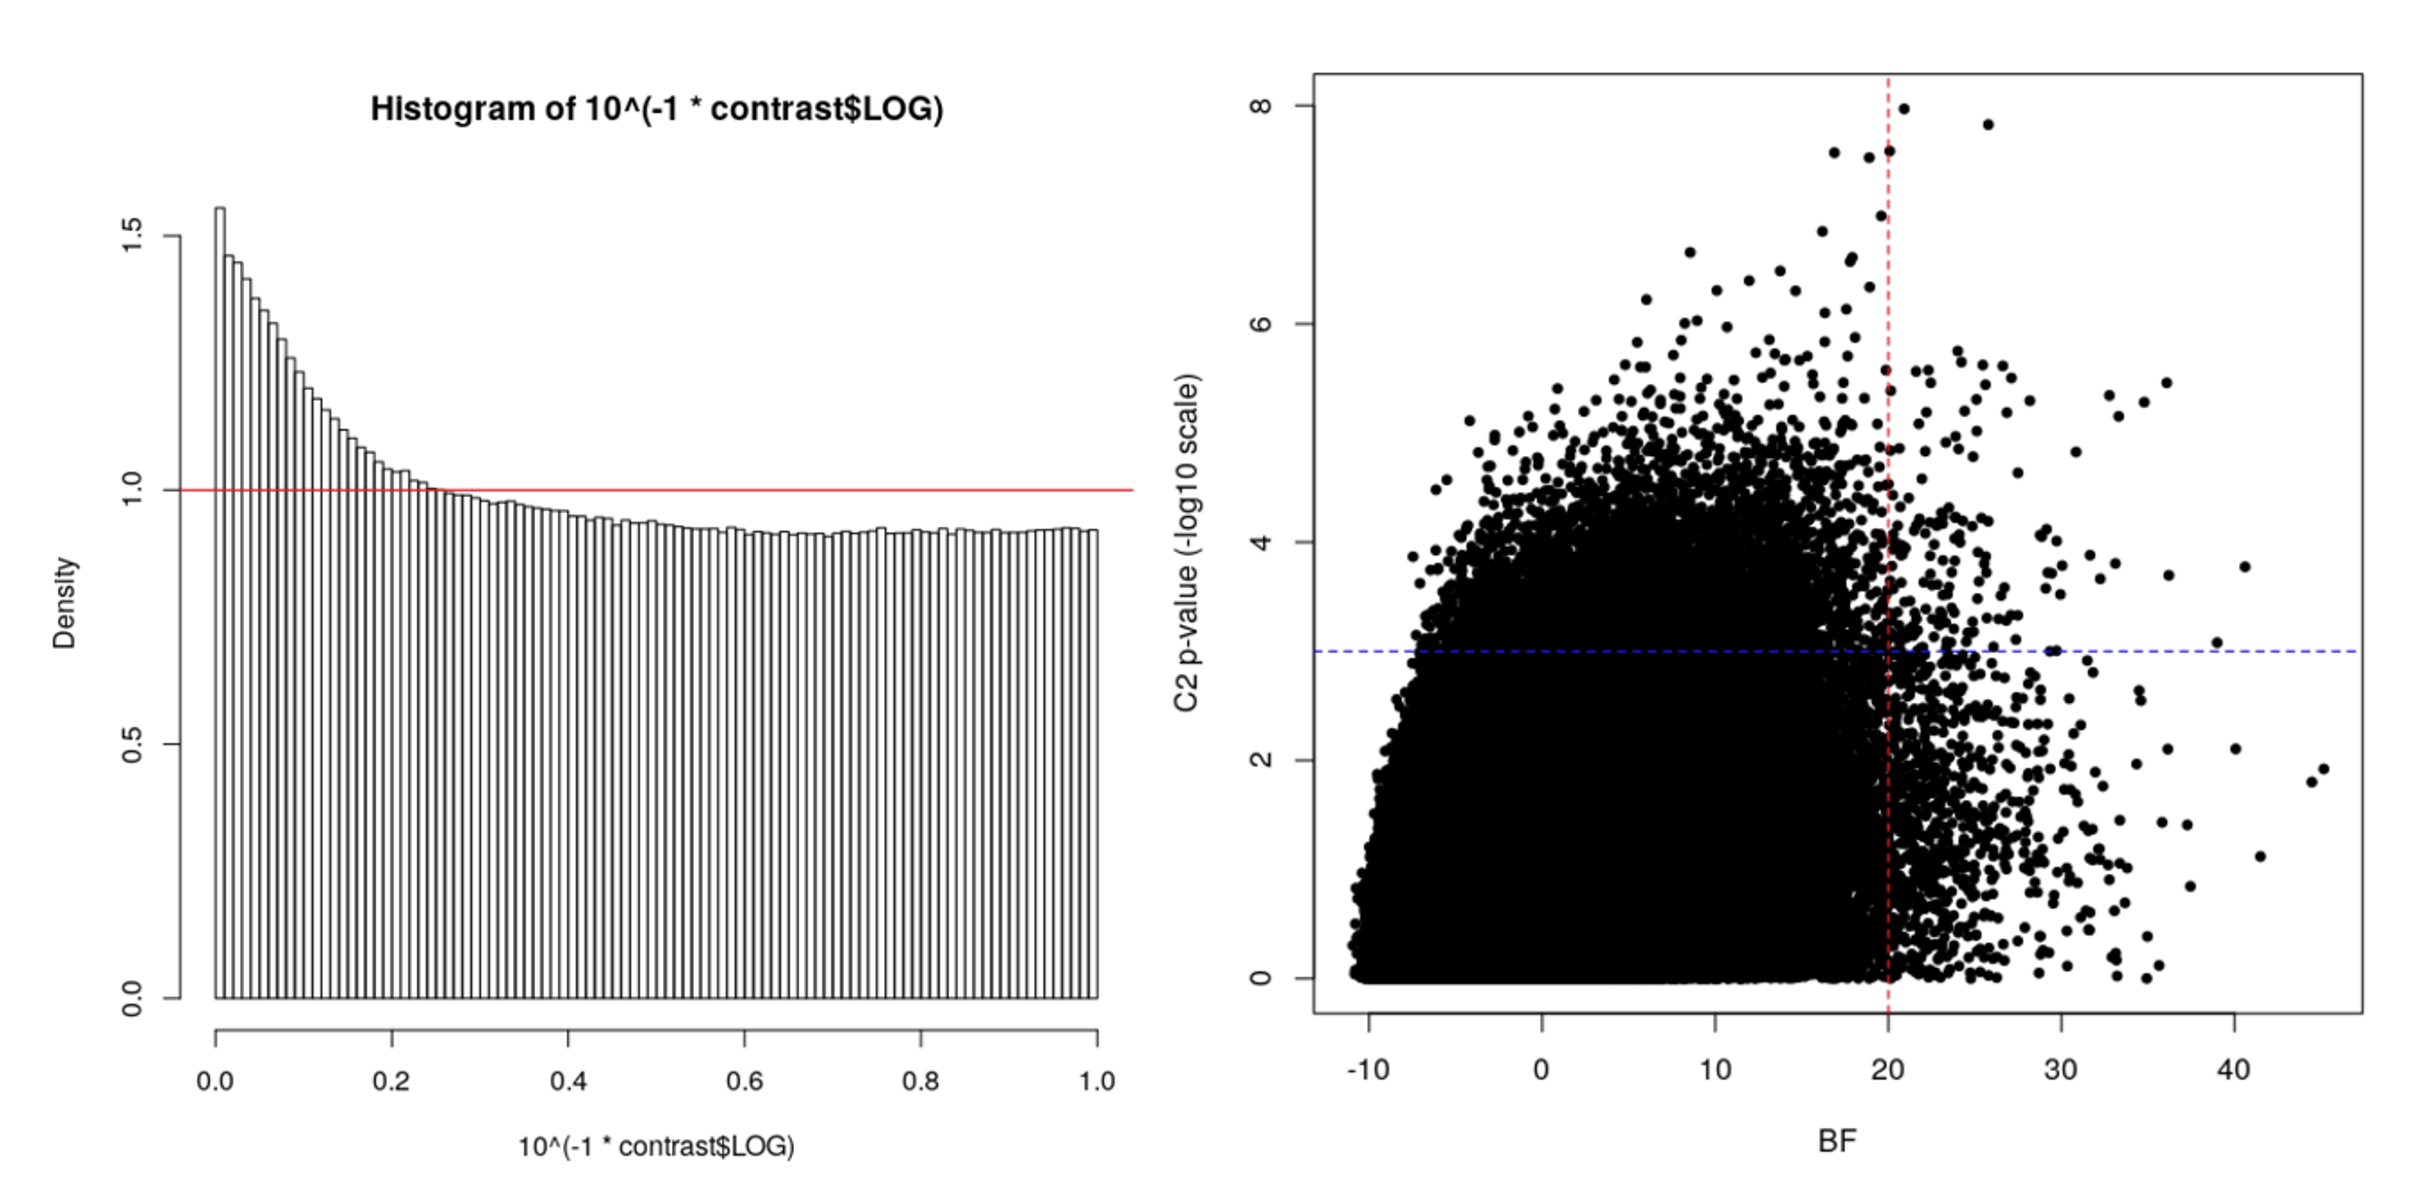 Histogram of 10^(-1 * contrast$LOG)
Density
0.0
0.5
1.0
1.5
0.0 0.2 0.4 0.6 0.8 1.0
10^(-1 * contrast$LOG)
C2 p-value (-log10 scale)
8
6
4
2
0
-10 0 10 20 30 40
BF